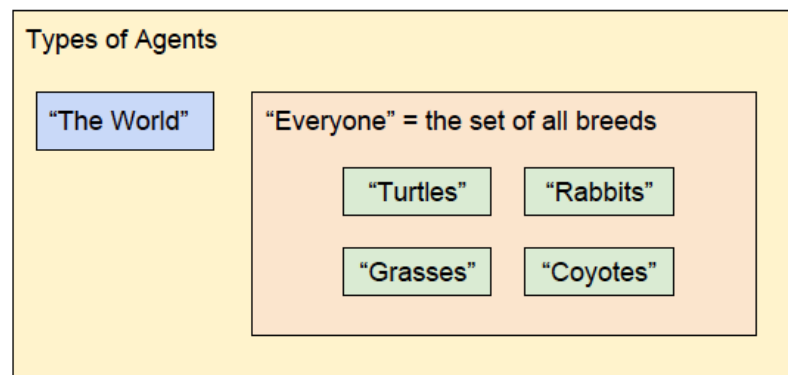 Types of Agents
“The World”
“Everyone” = the set of all breeds
“Turtles”
“Rabbits”
“Grasses”
“Coyotes”